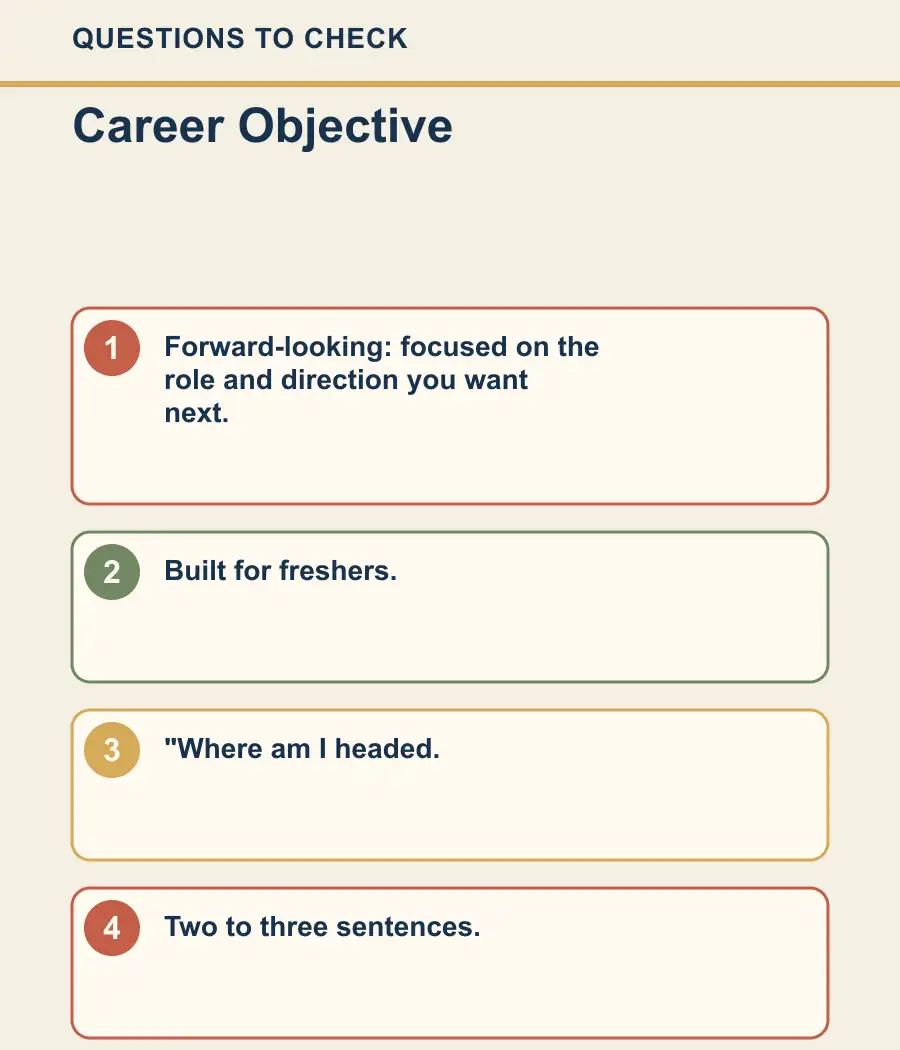 QUESTIONS TO CHECK
Career Objective
1
Forward-looking: focused on the
role and direction you want
next.
2
Built for freshers.
3
"Where am I headed.
4
Two to three sentences.